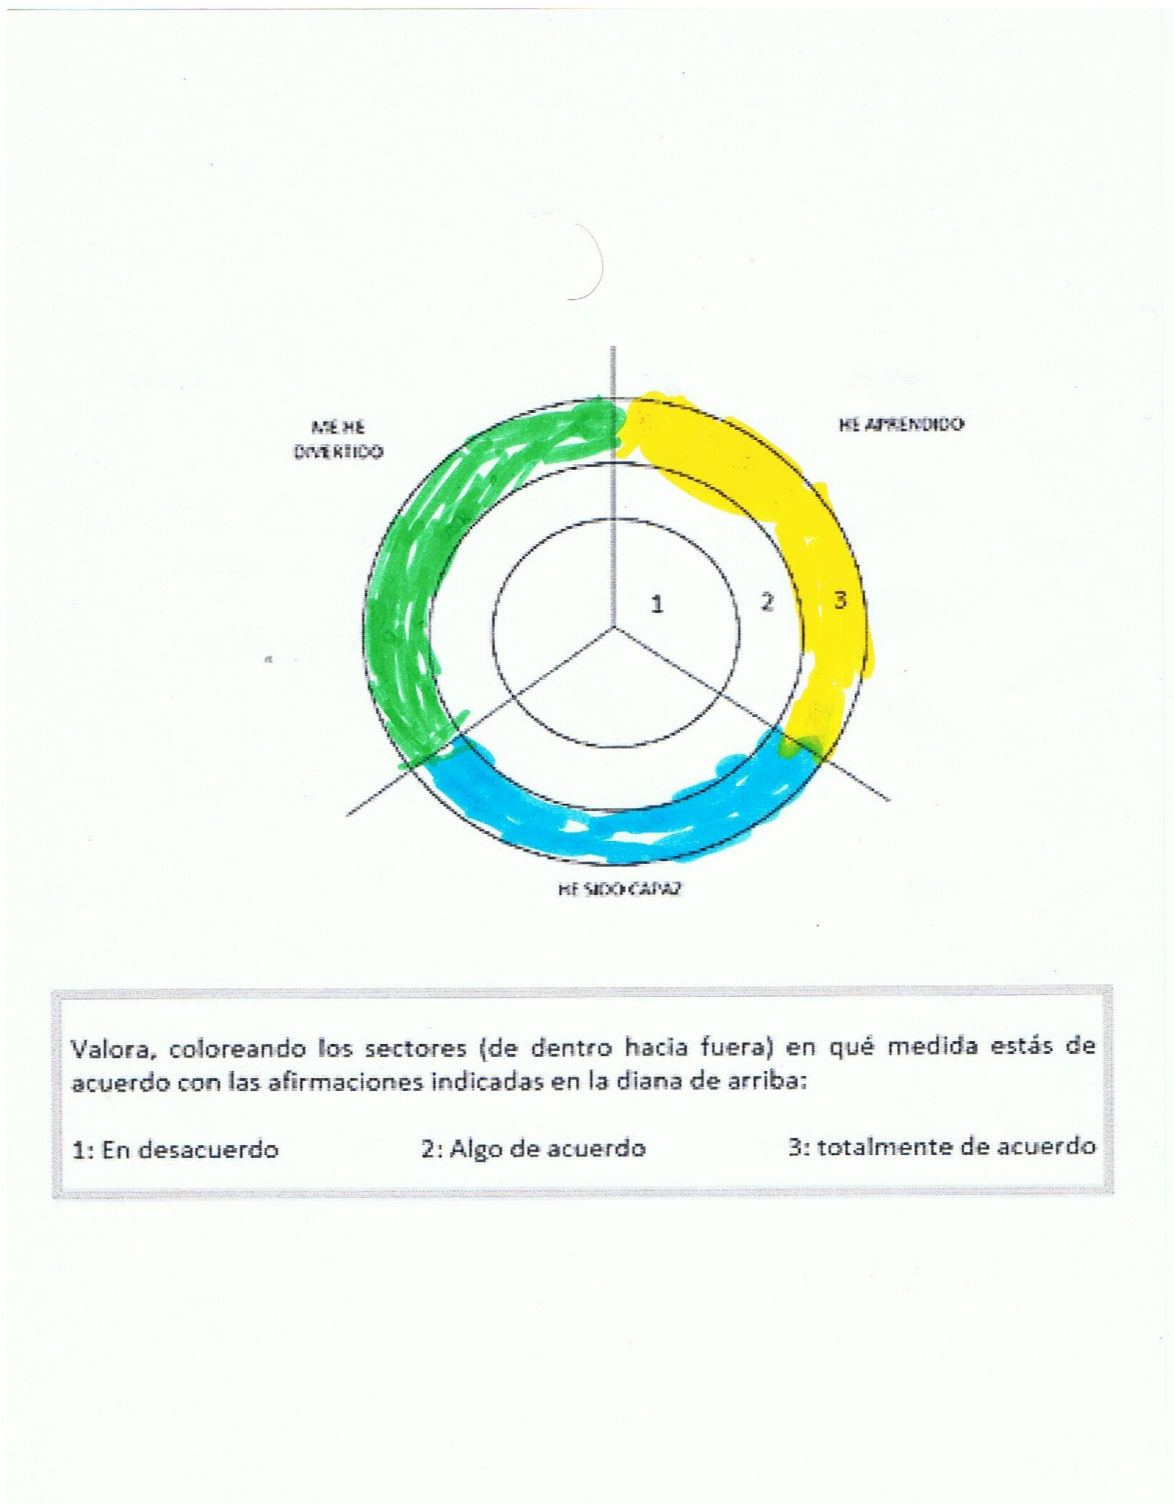 ME HE
DIVERTIDO
HE APRENDIDO
1
2
3
HE SIDO CAPAZ
Valora, coloreando los sectores (de dentro hacia fuera) en qué medida estás de
acuerdo con las afirmaciones indicadas en la diana de arriba:
1: En desacuerdo 2: Algo de acuerdo 3: totalmente de acuerdo